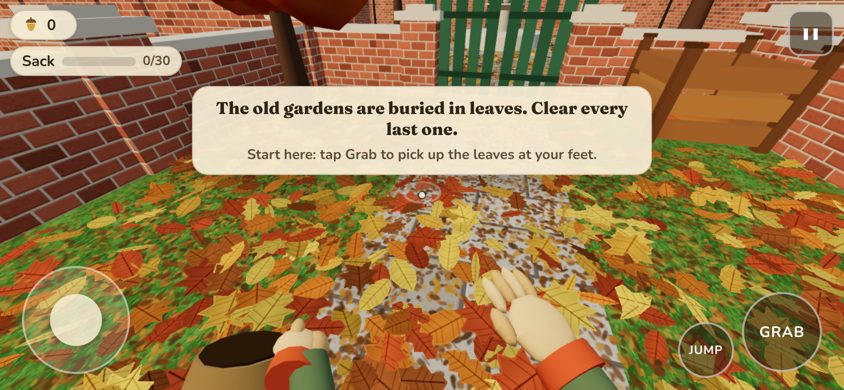 0
Sack 0/30
The old gardens are buried in leaves. Clear every
last one.
Start here: tap Grab to pick up the leaves at your feet.
GRAB
JUMP